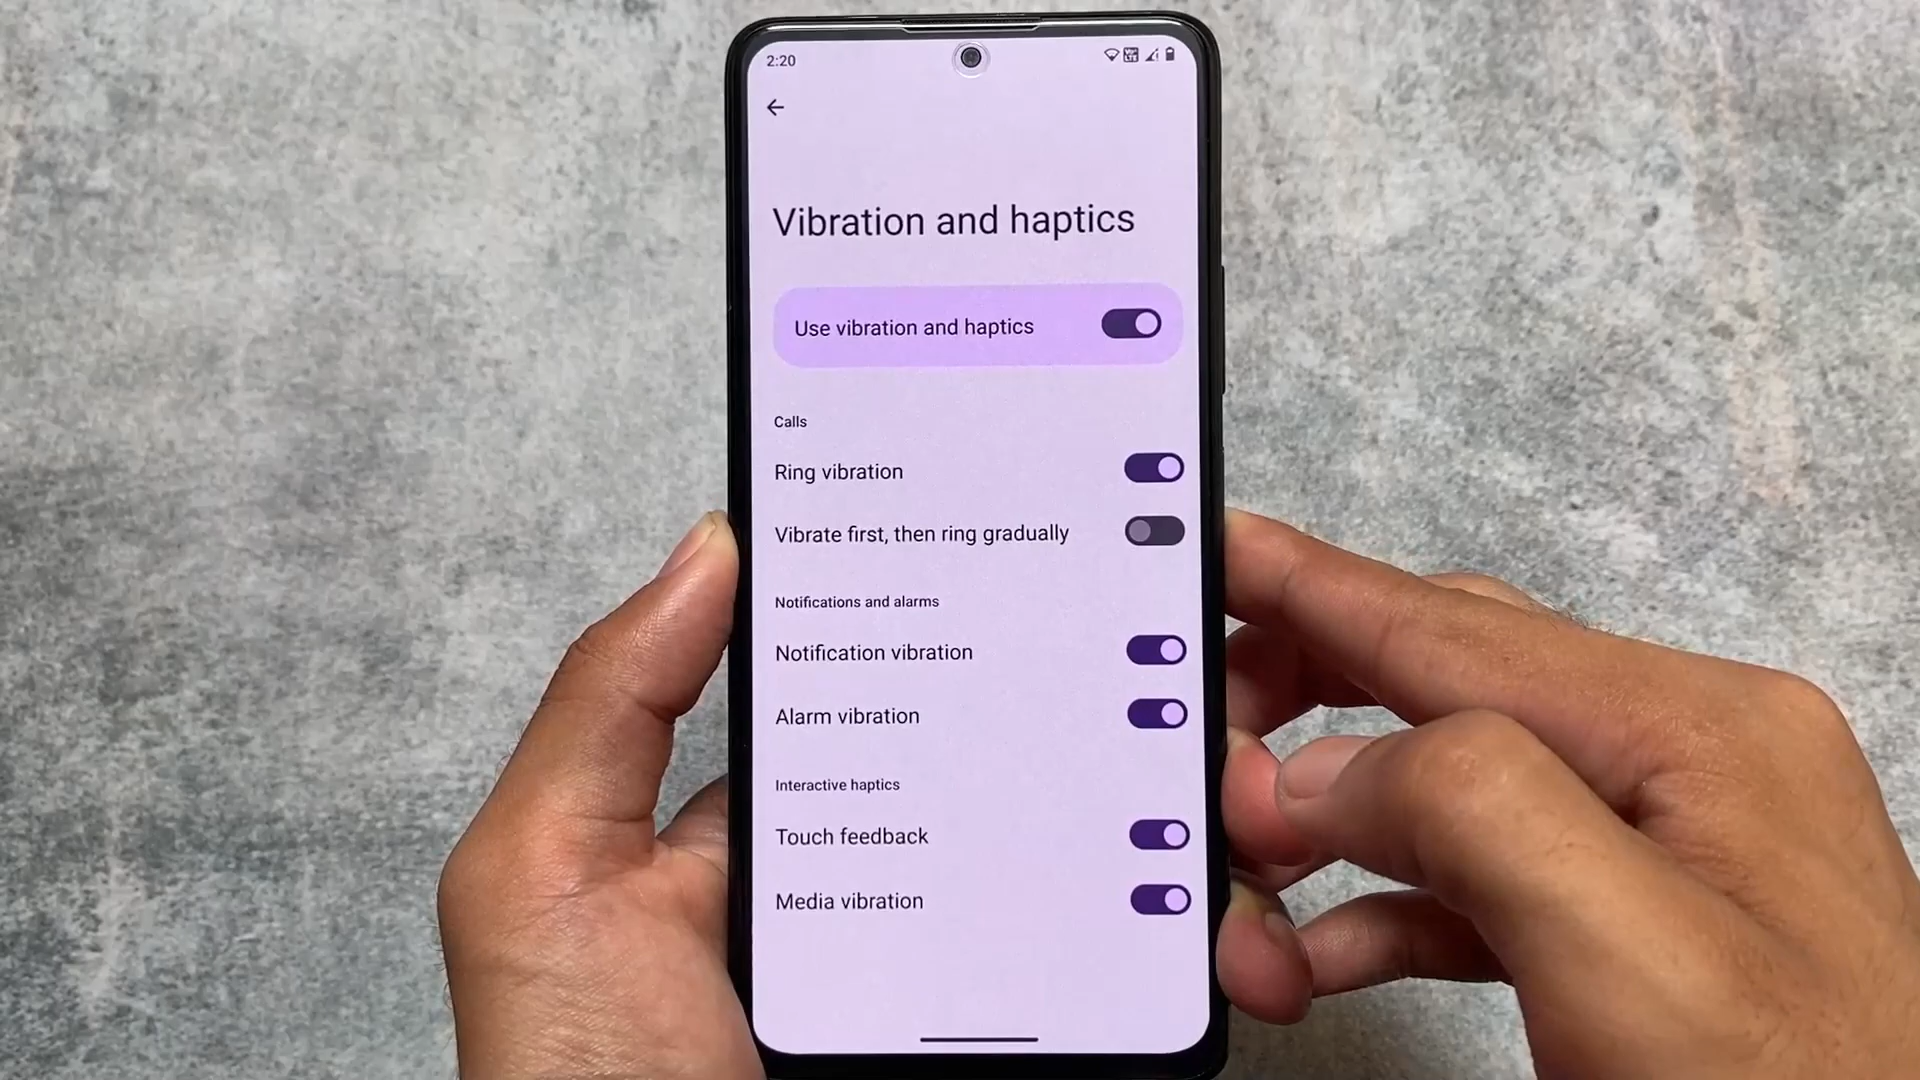 2:20
Vibration and haptics
Use vibration and haptics
Calls
Ring vibration
Vibrate first, then ring gradually
Notifications and alarms
Notification vibration
Alarm vibration
Interactive haptics
Touch feedback
Media vibration